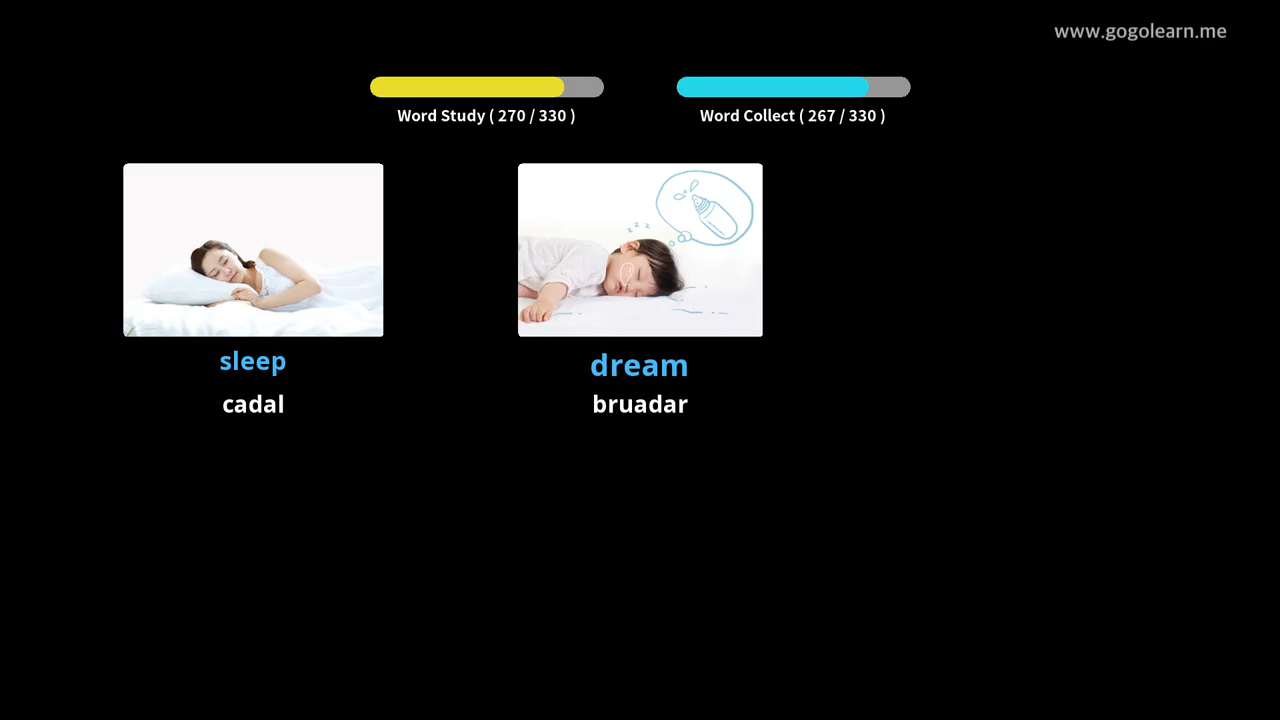 www.gogolearn.me
Word Study ( 270 / 330 )
Word Collect ( 267 / 330 )
z z z
sleep
dream
cadal
bruadar